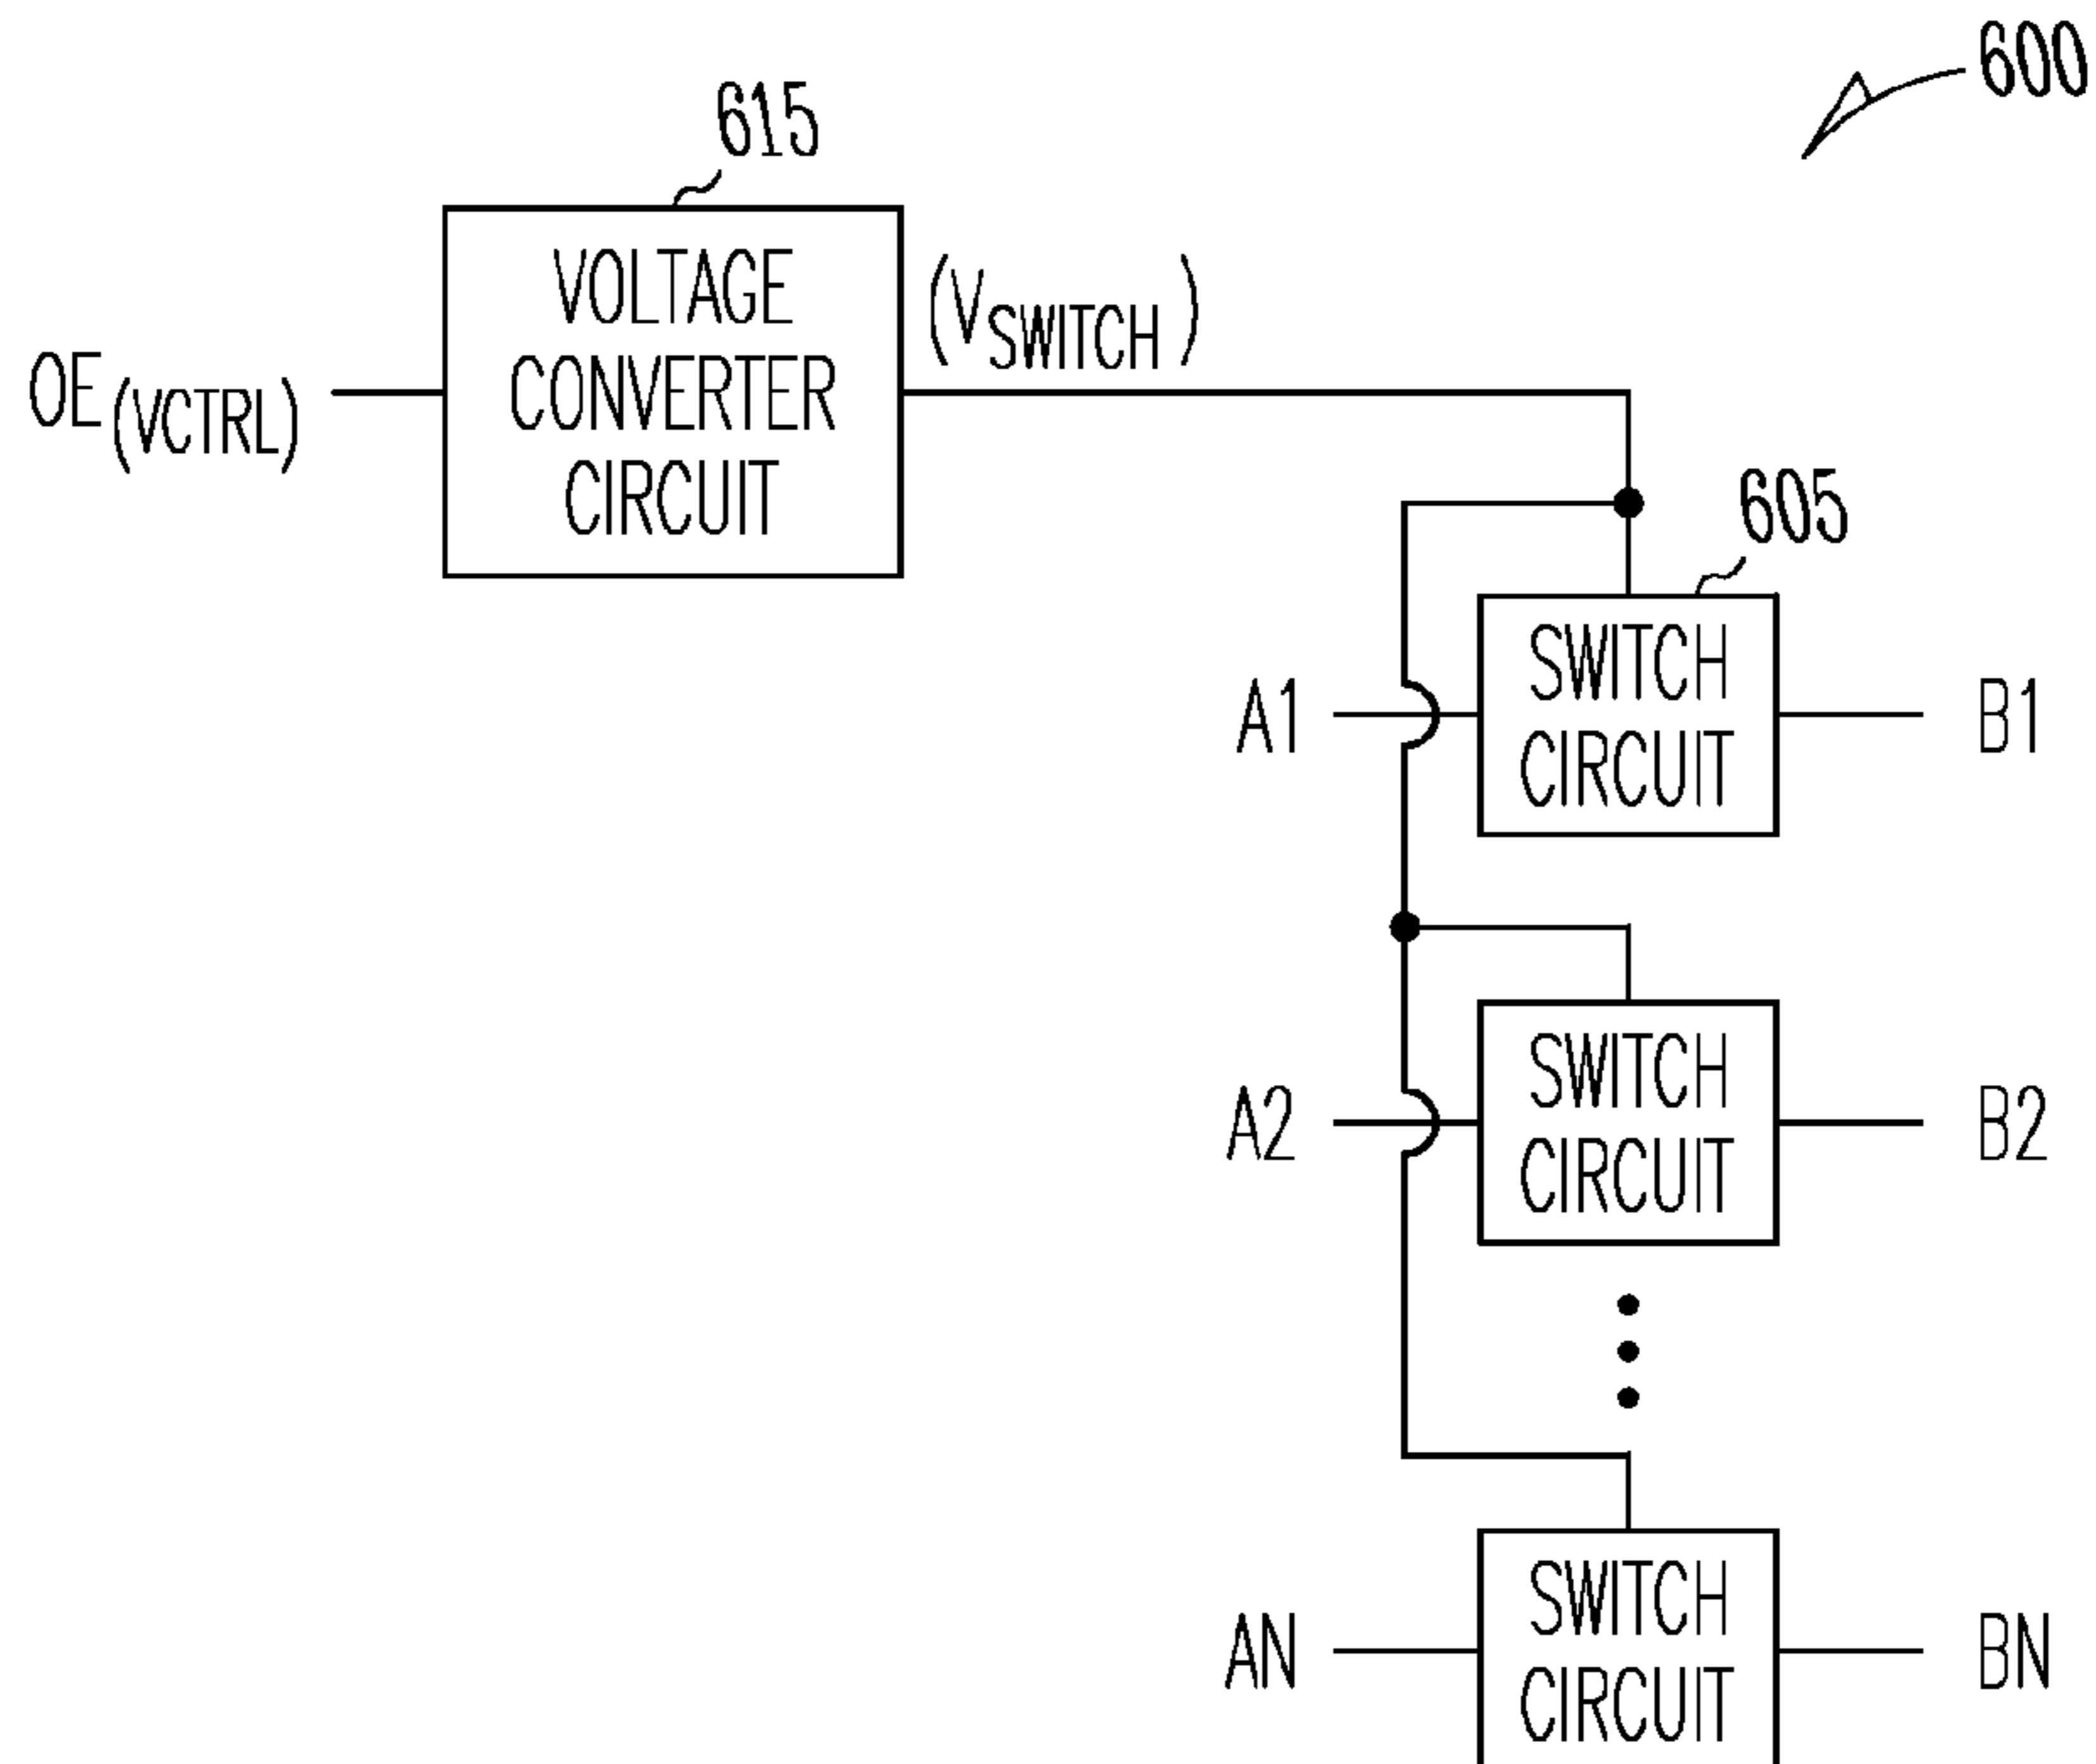 600
615
VOLTAGE
CONVERTER
CIRCUIT
(VSWITCH)
OE(VCTRL)
605
SWITCH
CIRCUIT
A1
B1
SWITCH
CIRCUIT
A2
B2
SWITCH
CIRCUIT
AN
BN